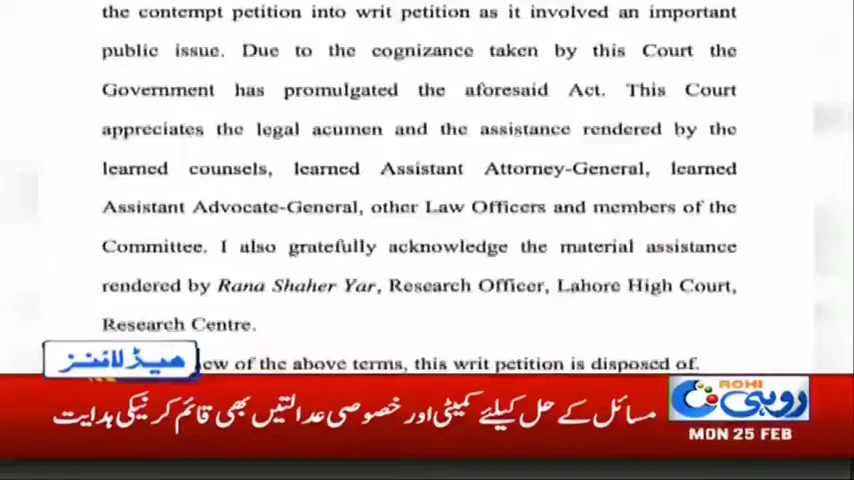 the contempt petition into writ petition as it involved an important
public issue. Due to the cognizance taken by this Court the
Government has promulgated the aforesaid Act. This Court
appreciates the legal acumen and the assistance rendered by the
learned counsels, learned Assistant Attorney-General, learned
Assistant Advocate-General, other Law Officers and members of the
Committee. I also gratefully acknowledge the material assistance
rendered by Rana Shaher Yar, Research Officer, Lahore High Court,
Research Centre.
ew of the above terms, this writ petition is disposed of.
ہیڈلائنز
مسائل کے حل کیلئے کمیٹی اور خصوصی عدالتیں بھی قائم کرنیکی ہدایت
ROHI
روہی
MON 25 FEB